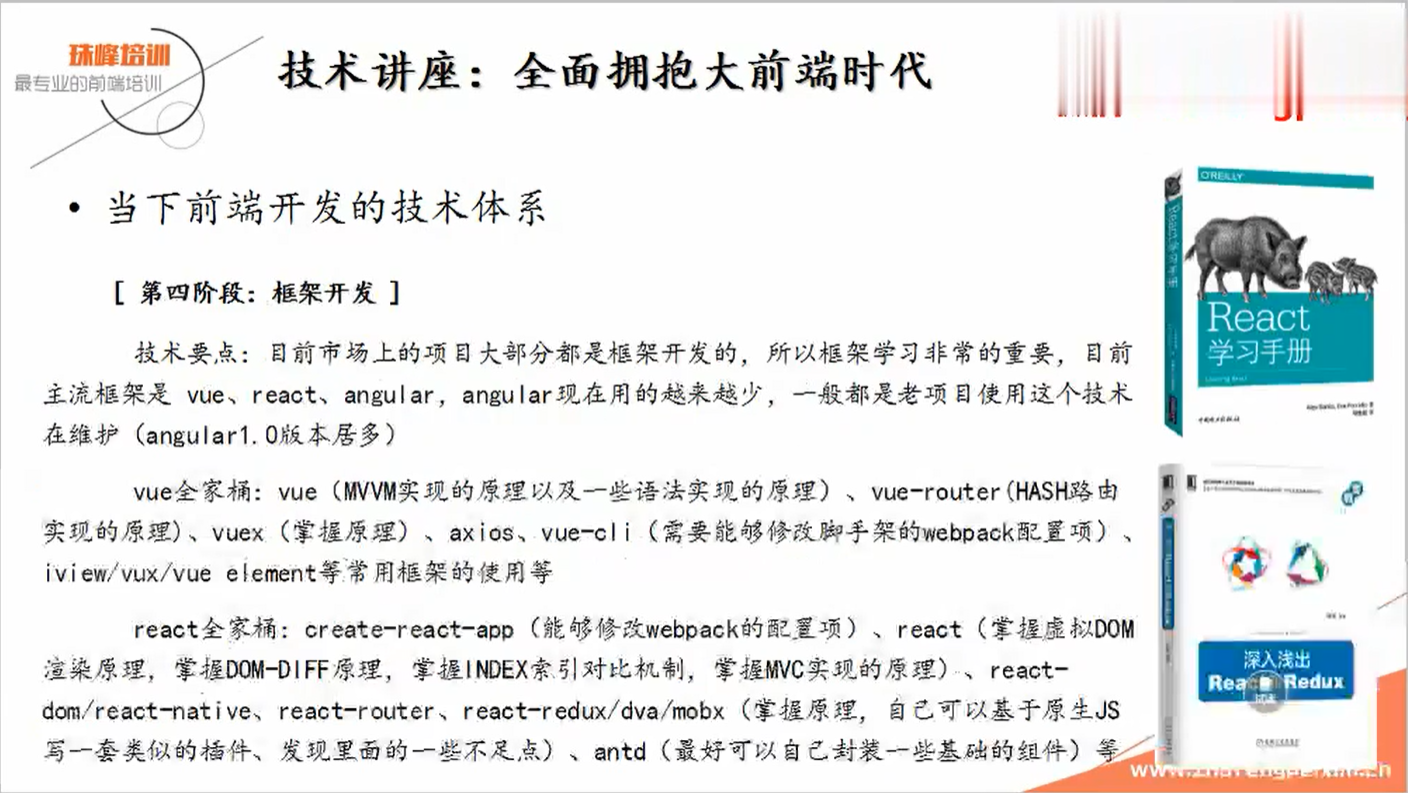 珠峰培训
最专业的前端培训
技术讲座：全面拥抱大前端时代
• 当下前端开发的技术体系
[ 第四阶段：框架开发 ]
技术要点：目前市场上的项目大部分都是框架开发的，所以框架学习非常的重要，目前
主流框架是 vue、react、angular，angular现在用的越来越少，一般都是老项目使用这个技术
在维护（angular1.0版本居多）
vue全家桶：vue（MVVM实现的原理以及一些语法实现的原理）、vue-router(HASH路由
实现的原理)、vuex（掌握原理）、axios、vue-cli（需要能够修改脚手架的webpack配置项）、
iview/vux/vue element等常用框架的使用等
react全家桶：create-react-app（能够修改webpack的配置项）、react（掌握虚拟DOM
渲染原理，掌握DOM-DIFF原理，掌握INDEX索引对比机制，掌握MVC实现的原理）、react-
dom/react-native、react-router、react-redux/dva/mobx（掌握原理，自己可以基于原生JS
写一套类似的插件、发现里面的一些不足点）、antd（最好可以自己封装一些基础的组件）等
O'REILLY
React学习手册
React
学习手册
深入浅出
Redux